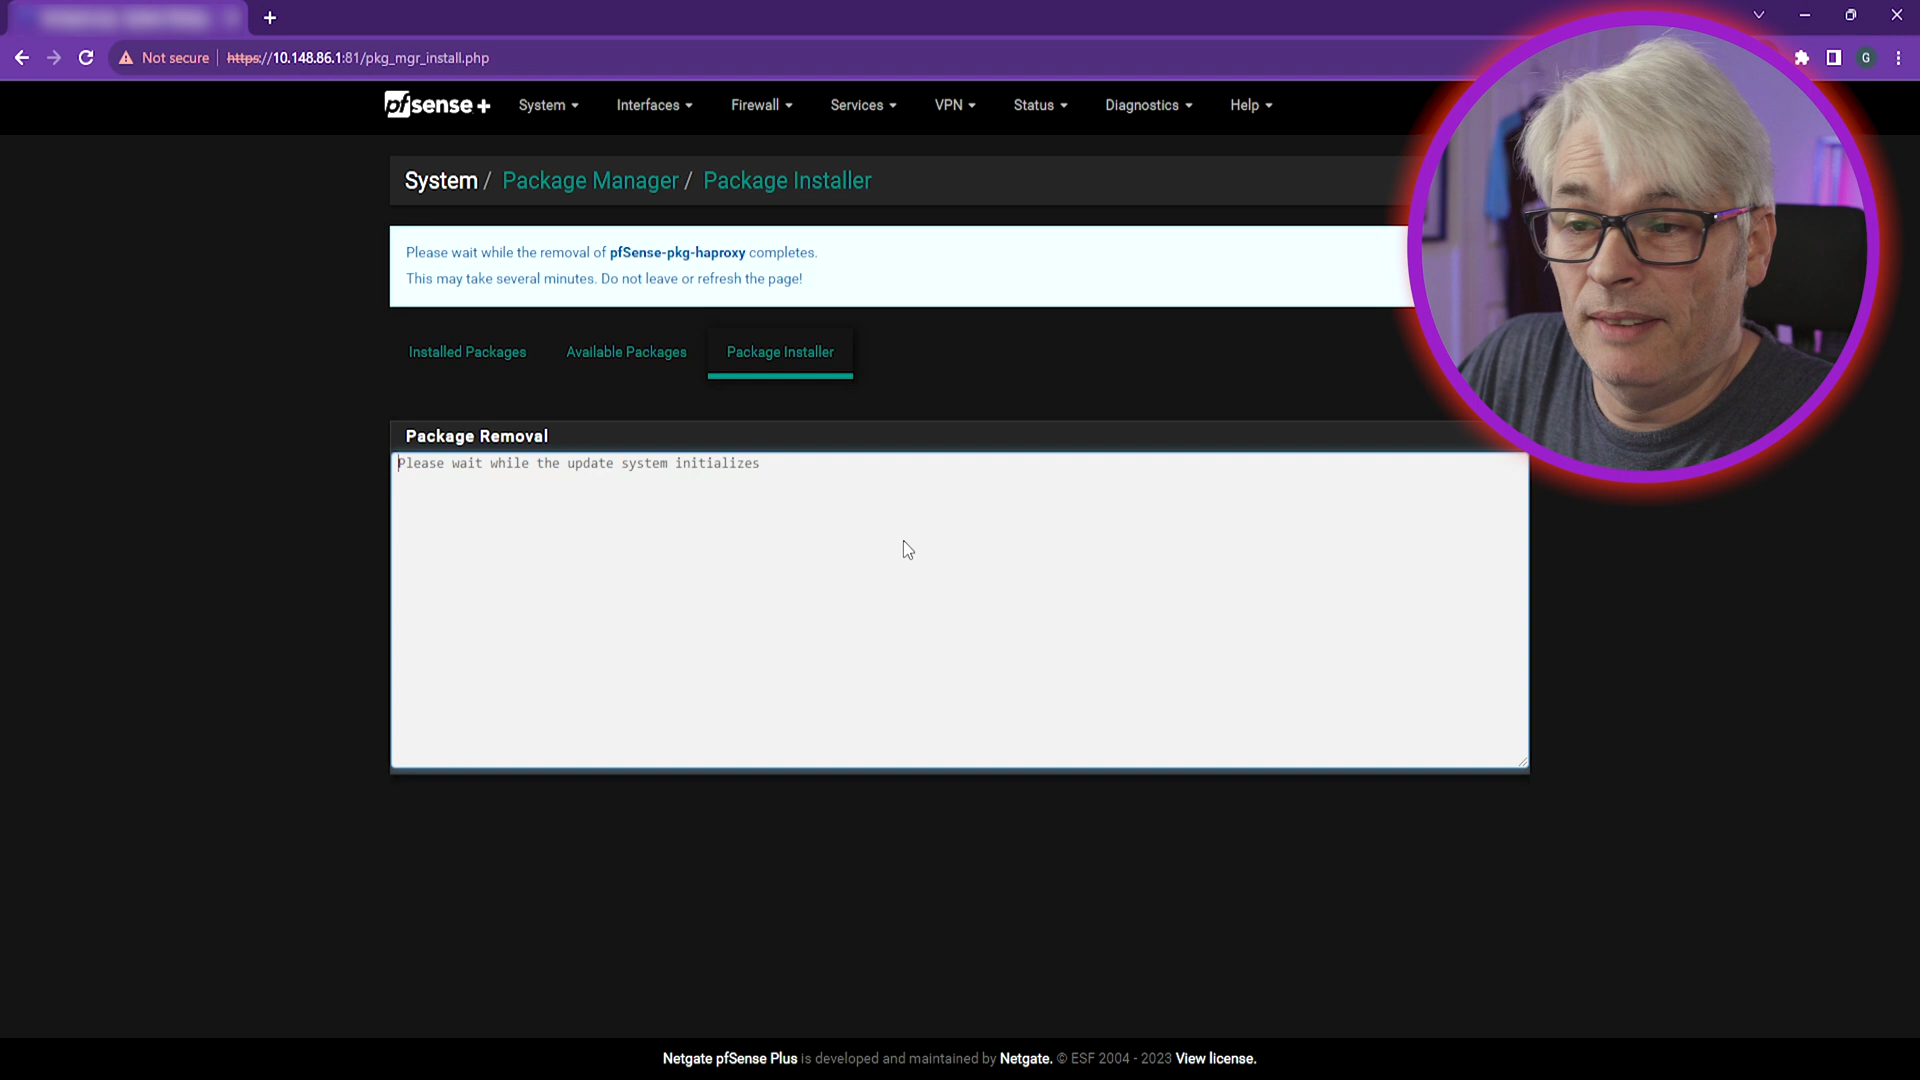 Not secure
https://10.148.86.1:81/pkg_mgr_install.php
G
pfsense +
System
Interfaces
Firewall
Services
VPN
Status
Diagnostics
Help
System / Package Manager / Package Installer
Please wait while the removal of pfSense-pkg-haproxy completes.
This may take several minutes. Do not leave or refresh the page!
Installed Packages
Available Packages
Package Installer
Package Removal
Please wait while the update system initializes
Netgate pfSense Plus is developed and maintained by Netgate. © ESF 2004 - 2023 View license.